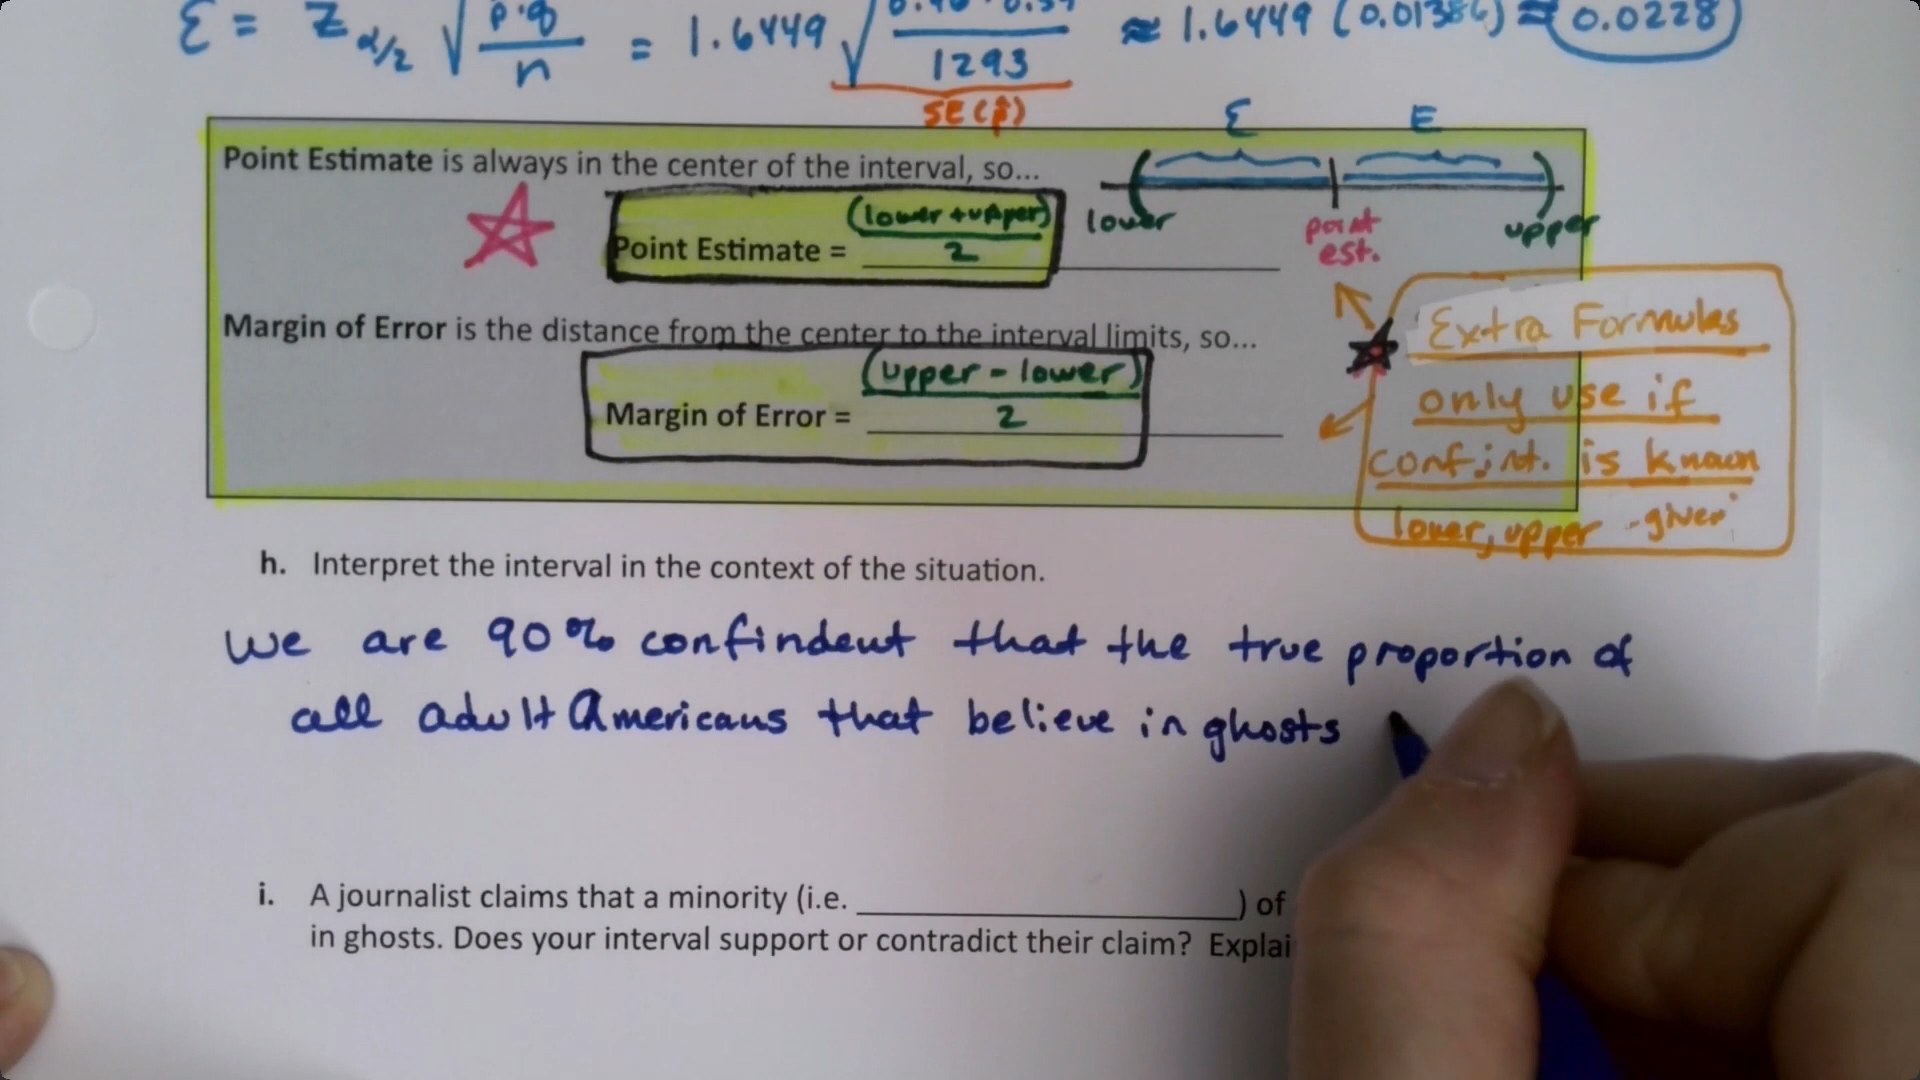 ε = Z α/2 √ p·q / n = 1.6449 √ / 1293 ≈ 1.6449 (0.01386) ≈ 0.0228
SE(p̂)
ε E
Point Estimate is always in the center of the interval, so...
lower point est. upper
Point Estimate = (lower + upper) / 2
Margin of Error is the distance from the center to the interval limits, so...
Margin of Error = (upper - lower) / 2
Extra Formulas
only use if
conf. int. is known
lower, upper - given
h. Interpret the interval in the context of the situation.
We are 90% confindent that the true proportion of
all adult Americans that believe in ghosts
i. A journalist claims that a minority (i.e. ____________________) of
in ghosts. Does your interval support or contradict their claim? Explai